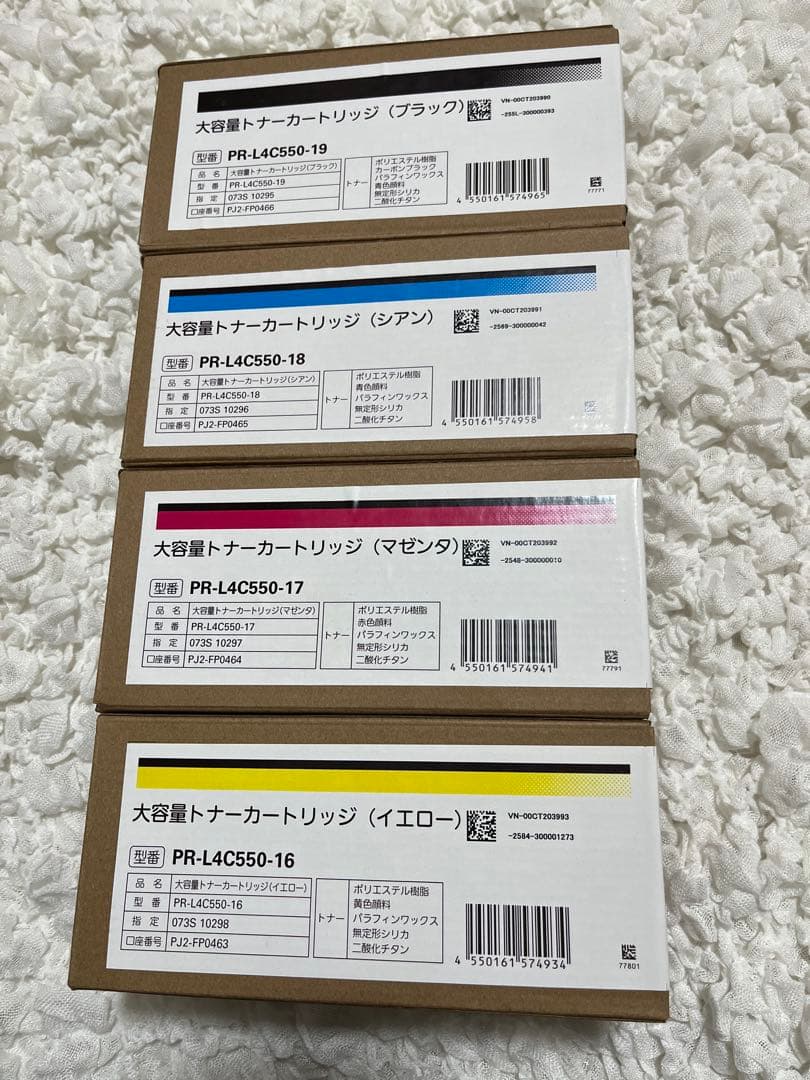 大容量トナーカートリッジ（ブラック）
VN-00CT203990
-255L-300000393
型番 PR-L4C550-19
品 名 大容量トナーカートリッジ(ブラック)
型 番 PR-L4C550-19
指 定 073S 10295
口座番号 PJ2-FP0466
トナー
ポリエステル樹脂
カーボンブラック
パラフィンワックス
青色顔料
無定形シリカ
二酸化チタン
4 550161 574965
77771
大容量トナーカートリッジ（シアン）
VN-00CT203991
-2569-300000042
型番 PR-L4C550-18
品 名 大容量トナーカートリッジ(シアン)
型 番 PR-L4C550-18
指 定 073S 10296
口座番号 PJ2-FP0465
トナー
ポリエステル樹脂
青色顔料
パラフィンワックス
無定形シリカ
二酸化チタン
4 550161 574958
大容量トナーカートリッジ（マゼンタ）
VN-00CT203992
-2548-300000010
型番 PR-L4C550-17
品 名 大容量トナーカートリッジ(マゼンタ)
型 番 PR-L4C550-17
指 定 073S 10297
口座番号 PJ2-FP0464
トナー
ポリエステル樹脂
赤色顔料
パラフィンワックス
無定形シリカ
二酸化チタン
4 550161 574941
77791
大容量トナーカートリッジ（イエロー）
VN-00CT203993
-2584-300001273
型番 PR-L4C550-16
品 名 大容量トナーカートリッジ(イエロー)
型 番 PR-L4C550-16
指 定 073S 10298
口座番号 PJ2-FP0463
トナー
ポリエステル樹脂
黄色顔料
パラフィンワックス
無定形シリカ
二酸化チタン
4 550161 574934
77801